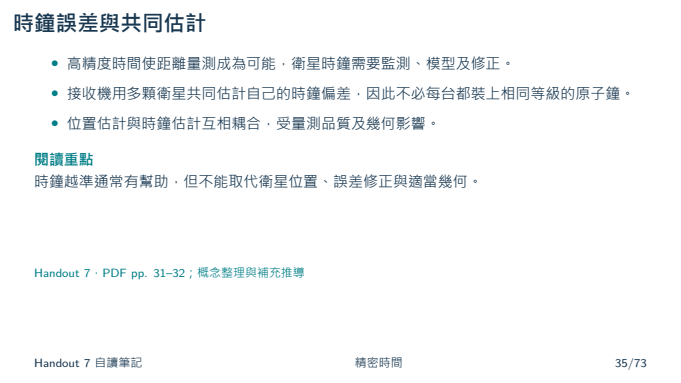 時鐘誤差與共同估計
• 高精度時間使距離量測成為可能，衛星時鐘需要監測、模型及修正。
• 接收機用多顆衛星共同估計自己的時鐘偏差，因此不必每台都裝上相同等級的原子鐘。
• 位置估計與時鐘估計互相耦合，受量測品質及幾何影響。
閱讀重點
時鐘越準通常有幫助，但不能取代衛星位置、誤差修正與適當幾何。
Handout 7 · PDF pp. 31–32；概念整理與補充推導
Handout 7 自讀筆記 精密時間 35/73